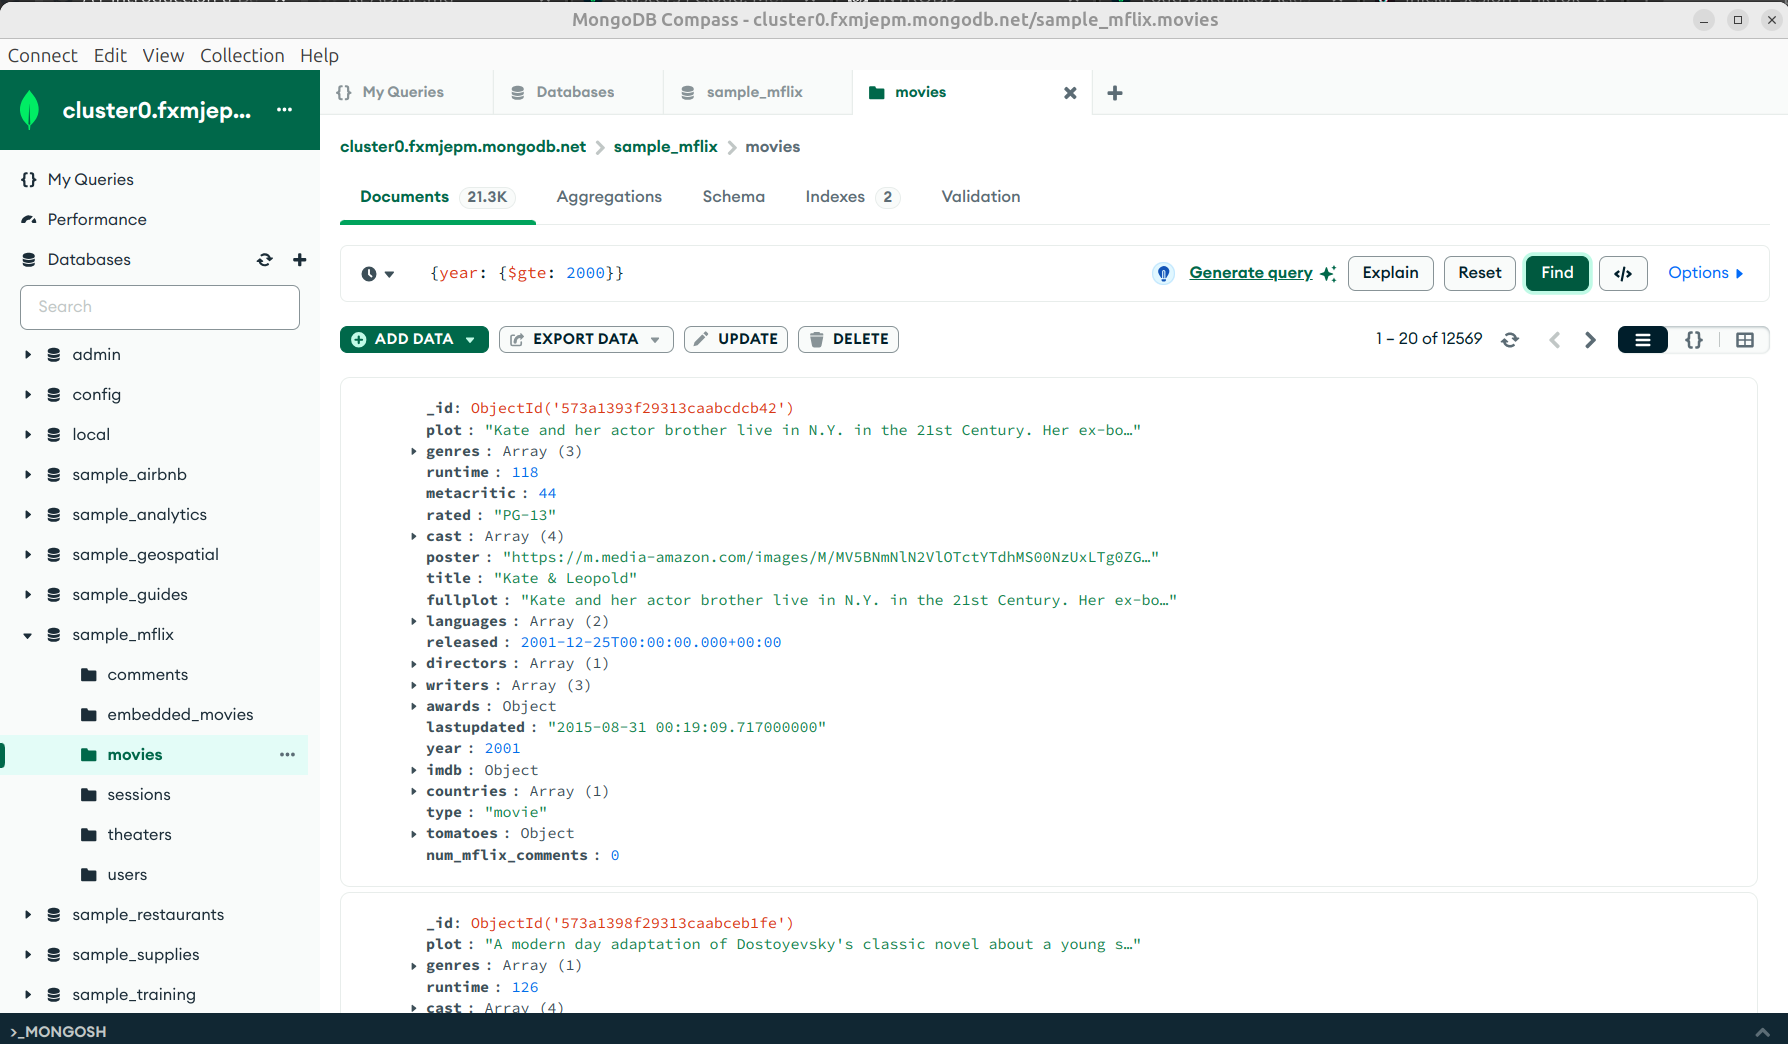 MongoDB Compass - cluster0.fxmjepm.mongodb.net/sample_mflix.movies
Connect Edit View Collection Help
cluster0.fxmjep... ...
{} My Queries
Databases
sample_mflix
movies
cluster0.fxmjepm.mongodb.net > sample_mflix > movies
{} My Queries
Performance
Databases
Search
admin
config
local
sample_airbnb
sample_analytics
sample_geospatial
sample_guides
sample_mflix
comments
embedded_movies
movies ...
sessions
theaters
users
sample_restaurants
sample_supplies
sample_training
Documents 21.3K Aggregations Schema Indexes 2 Validation
{year: {$gte: 2000}}
Generate query Explain Reset Find </> Options
ADD DATA EXPORT DATA UPDATE DELETE
1 – 20 of 12569 {}
_id: ObjectId('573a1393f29313caabcdcb42')
plot : "Kate and her actor brother live in N.Y. in the 21st Century. Her ex-bo…"
genres : Array (3)
runtime : 118
metacritic : 44
rated : "PG-13"
cast : Array (4)
poster : "https://m.media-amazon.com/images/M/MV5BNmNlN2VlOTctYTdhMS00NzUxLTg0ZG…"
title : "Kate & Leopold"
fullplot : "Kate and her actor brother live in N.Y. in the 21st Century. Her ex-bo…"
languages : Array (2)
released : 2001-12-25T00:00:00.000+00:00
directors : Array (1)
writers : Array (3)
awards : Object
lastupdated : "2015-08-31 00:19:09.717000000"
year : 2001
imdb : Object
countries : Array (1)
type : "movie"
tomatoes : Object
num_mflix_comments : 0
_id: ObjectId('573a1398f29313caabceb1fe')
plot : "A modern day adaptation of Dostoyevsky's classic novel about a young s…"
genres : Array (1)
runtime : 126
cast : Array (4)
>_MONGOSH